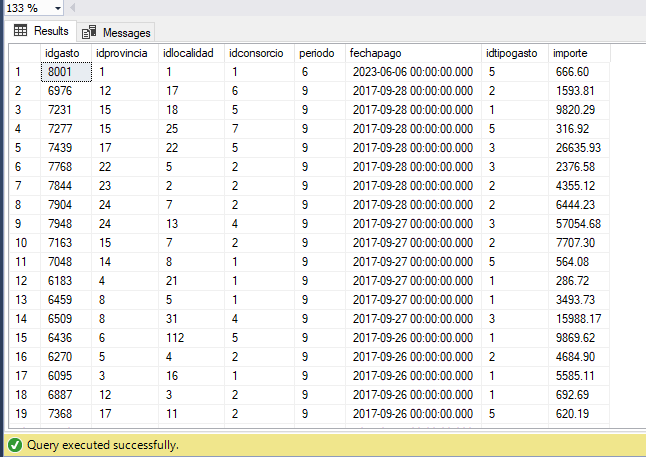 133 %
Results Messages
idgasto idprovincia idlocalidad idconsorcio periodo fechapago idtipogasto importe
1 8001 1 1 1 6 2023-06-06 00:00:00.000 5 666.60
2 6976 12 17 6 9 2017-09-28 00:00:00.000 2 1593.81
3 7231 15 18 5 9 2017-09-28 00:00:00.000 1 9820.29
4 7277 15 25 7 9 2017-09-28 00:00:00.000 5 316.92
5 7439 17 22 5 9 2017-09-28 00:00:00.000 3 26635.93
6 7768 22 5 2 9 2017-09-28 00:00:00.000 3 2376.58
7 7844 23 2 2 9 2017-09-28 00:00:00.000 2 4355.12
8 7904 24 7 2 9 2017-09-28 00:00:00.000 2 6444.23
9 7948 24 13 4 9 2017-09-27 00:00:00.000 3 57054.68
10 7163 15 7 2 9 2017-09-27 00:00:00.000 2 7707.30
11 7048 14 8 1 9 2017-09-27 00:00:00.000 5 564.08
12 6183 4 21 1 9 2017-09-27 00:00:00.000 1 286.72
13 6459 8 5 1 9 2017-09-27 00:00:00.000 1 3493.73
14 6509 8 31 4 9 2017-09-27 00:00:00.000 3 15988.17
15 6436 6 112 5 9 2017-09-26 00:00:00.000 1 9869.62
16 6270 5 4 2 9 2017-09-26 00:00:00.000 2 4684.90
17 6095 3 16 1 9 2017-09-26 00:00:00.000 1 5585.11
18 6887 12 3 2 9 2017-09-26 00:00:00.000 1 692.69
19 7368 17 11 2 9 2017-09-26 00:00:00.000 5 620.19
Query executed successfully.